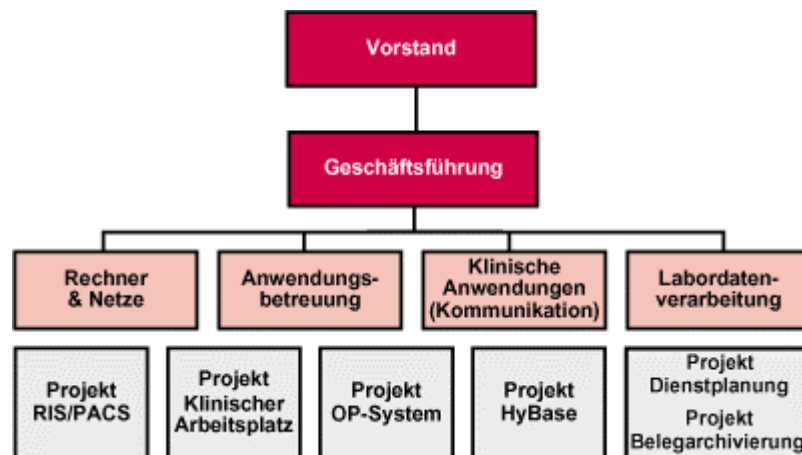 Vorstand
Geschäftsführung
Rechner
& Netze
Anwendungs-
betreuung
Klinische
Anwendungen
(Kommunikation)
Labordaten-
verarbeitung
Projekt
RIS/PACS
Projekt
Klinischer
Arbeitsplatz
Projekt
OP-System
Projekt
HyBase
Projekt
Dienstplanung
Projekt
Belegarchivierung